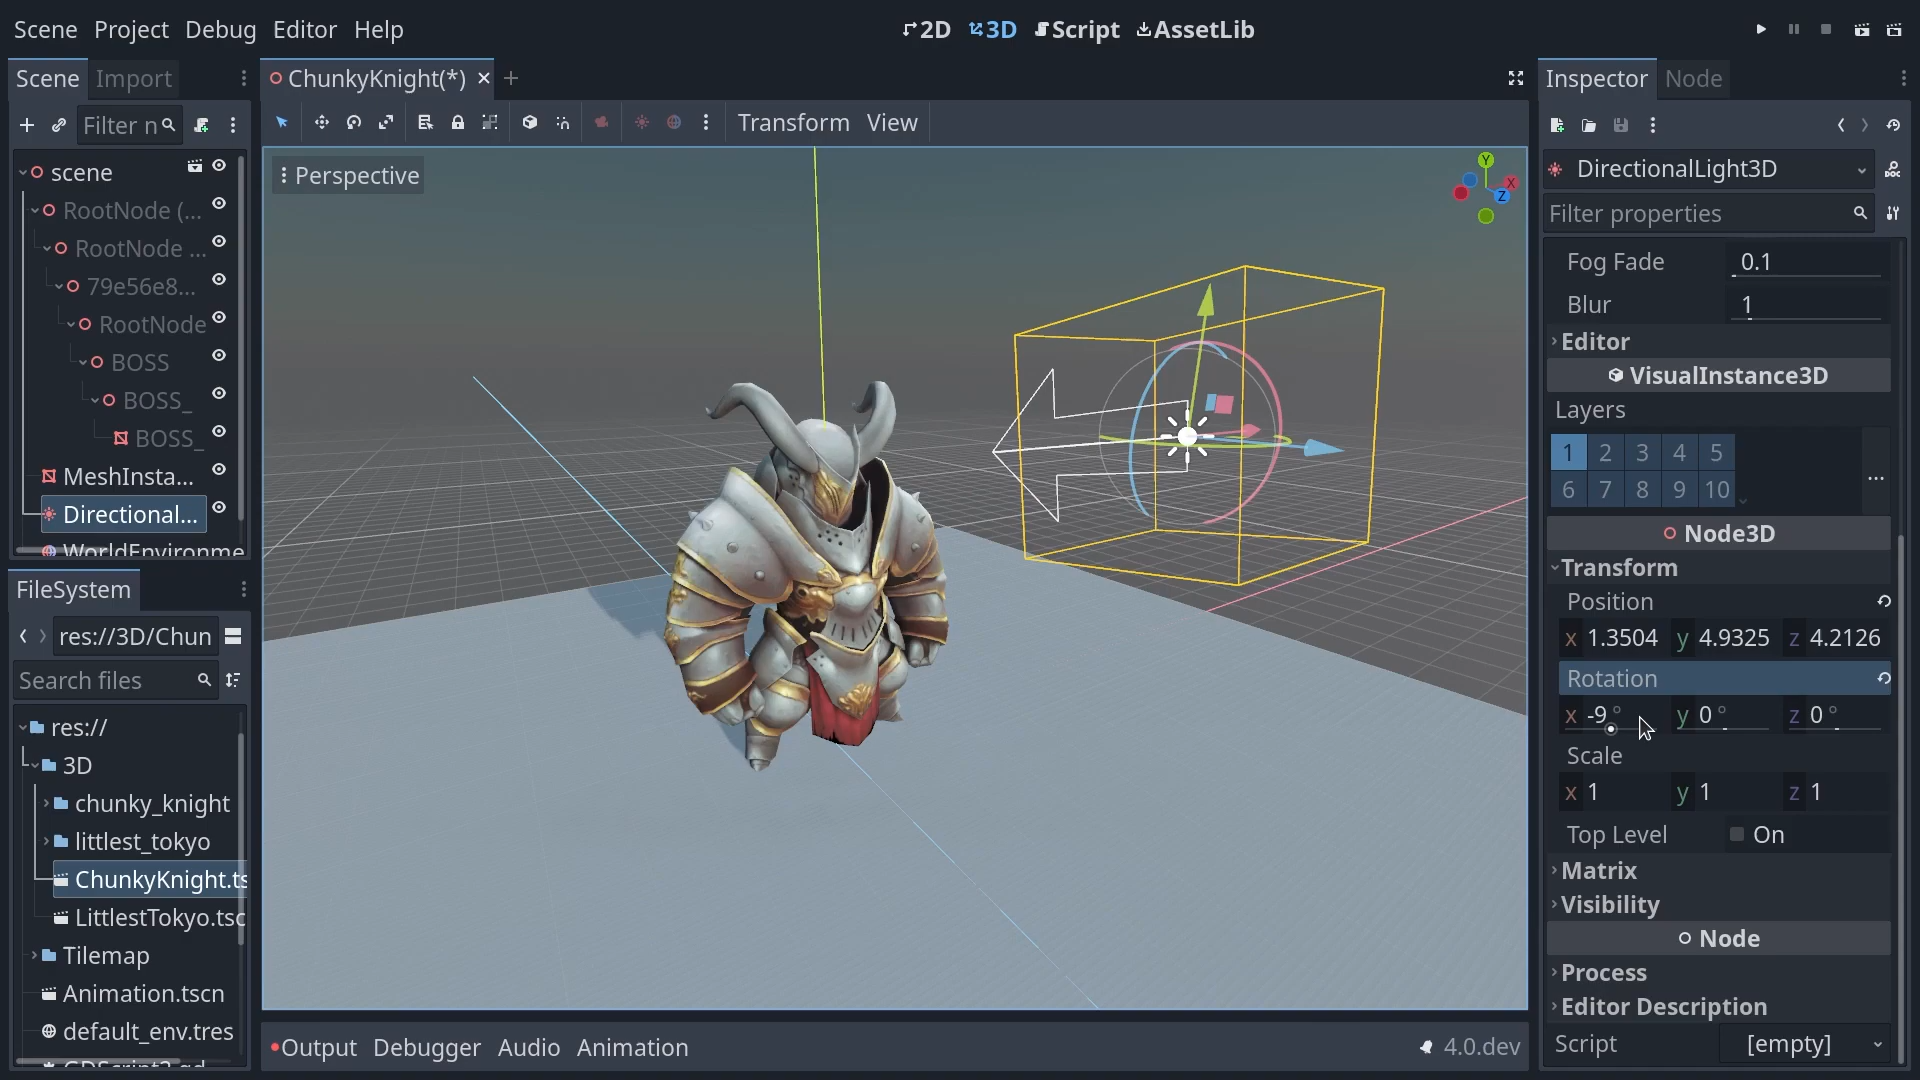 Scene Project Debug Editor Help
2D 3D Script AssetLib
Scene Import
Filter n
scene
RootNode (...
RootNode ...
79e56e8...
RootNode
BOSS
BOSS_
BOSS_
MeshInsta...
Directional...
WorldEnvironme
FileSystem
res://3D/Chun
Search files
res://
3D
chunky_knight
littlest_tokyo
ChunkyKnight.ts
LittlestTokyo.tsc
Tilemap
Animation.tscn
default_env.tres
GDScript2.gd
ChunkyKnight(*)
Transform View
Perspective
Y
X
Z
Output Debugger Audio Animation
4.0.dev
Inspector Node
DirectionalLight3D
Filter properties
Fog Fade 0.1
Blur 1
Editor
VisualInstance3D
Layers
1 2 3 4 5
6 7 8 9 10
...
Node3D
Transform
Position
x 1.3504 y 4.9325 z 4.2126
Rotation
x -9 ° y 0 ° z 0 °
Scale
x 1 y 1 z 1
Top Level On
Matrix
Visibility
Node
Process
Editor Description
Script [empty]